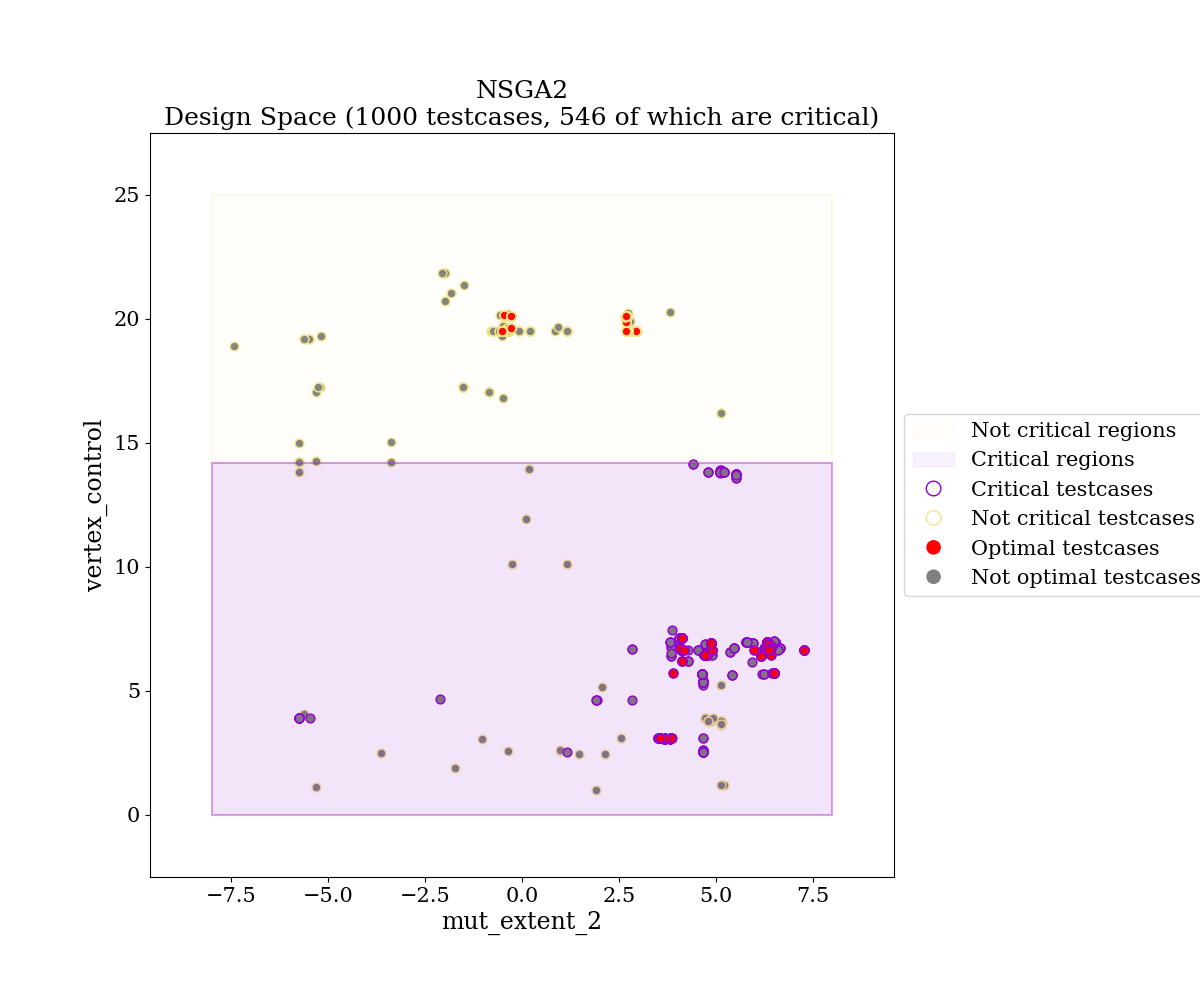 NSGA2
Design Space (1000 testcases, 546 of which are critical)
25
20
15
10
5
0
vertex_control
−7.5 −5.0 −2.5 0.0 2.5 5.0 7.5
mut_extent_2
Not critical regions
Critical regions
Critical testcases
Not critical testcases
Optimal testcases
Not optimal testcases